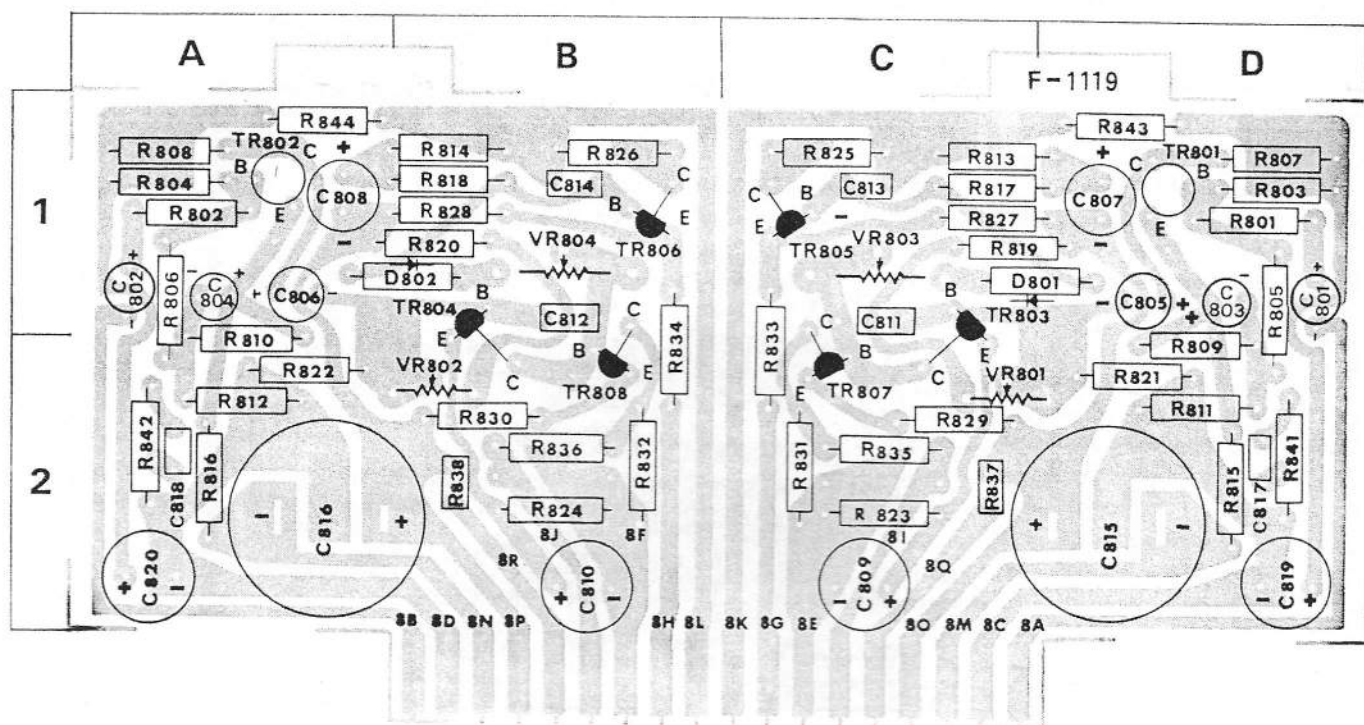 A B C D
F-1119
1
R844 R843
TR802 C + + C TR801
R808 R814 R826 R825 R813 R807
B B
R804 R818 C814 C C C813 R817 R803
C808 C807
R802 E R828 B E B E R827 E R801
TR806 TR805
R820 VR804 VR803 R819
- - -
C802 + - R806 C804 + + C806 - D802 D801 - C805 + + C803 - R805 C801 + -
TR804 B C812 C C C811 B TR803
E R834 R833 E
R810 R809
R822 VR802 B E B VR801 R821
C TR808 TR807 C
R812 E R811
2
R842 R830 R829 R841
C818 R816 R836 R832 R831 R835 R815 C817
R838 R837
- C816 + R824 R823 + C815 -
8J 8F 8I
8R 8Q
+ C820 - + C810 - - C809 + - C819 +
8B 8D 8N 8P 8H 8L 8K 8G 8E 8O 8M 8C 8A